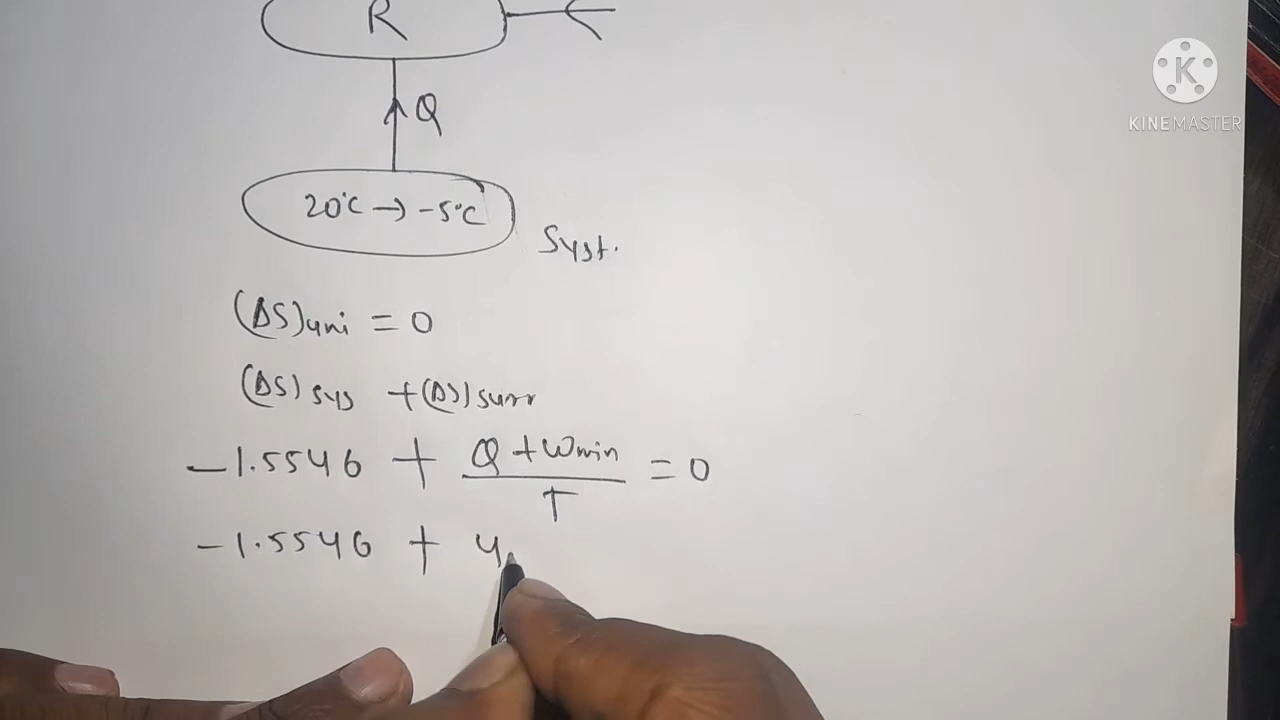 R
K
KINEMASTER
Q
20°C → -5°C
Syst.
(ΔS)uni = 0
(ΔS)sys + (ΔS)surr
-1.5546 + Q + Wmin / T = 0
-1.5546 + 4